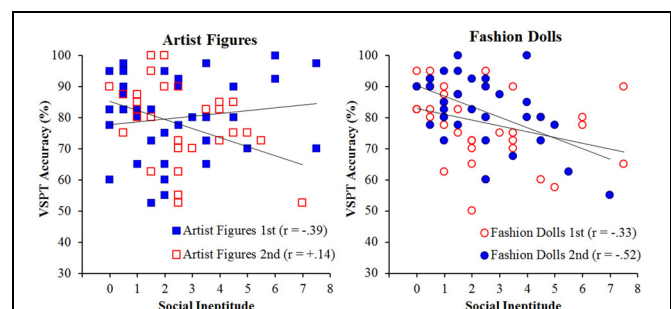 Artist Figures
VSPT Accuracy (%)
100
90
80
70
60
50
40
30
Artist Figures 1st (r = -.39)
Artist Figures 2nd (r = +.14)
0 1 2 3 4 5 6 7 8
Social Ineptitude
Fashion Dolls
VSPT Accuracy (%)
100
90
80
70
60
50
40
30
Fashion Dolls 1st (r = -.33)
Fashion Dolls 2nd (r = -.52)
0 1 2 3 4 5 6 7 8
Social Ineptitude